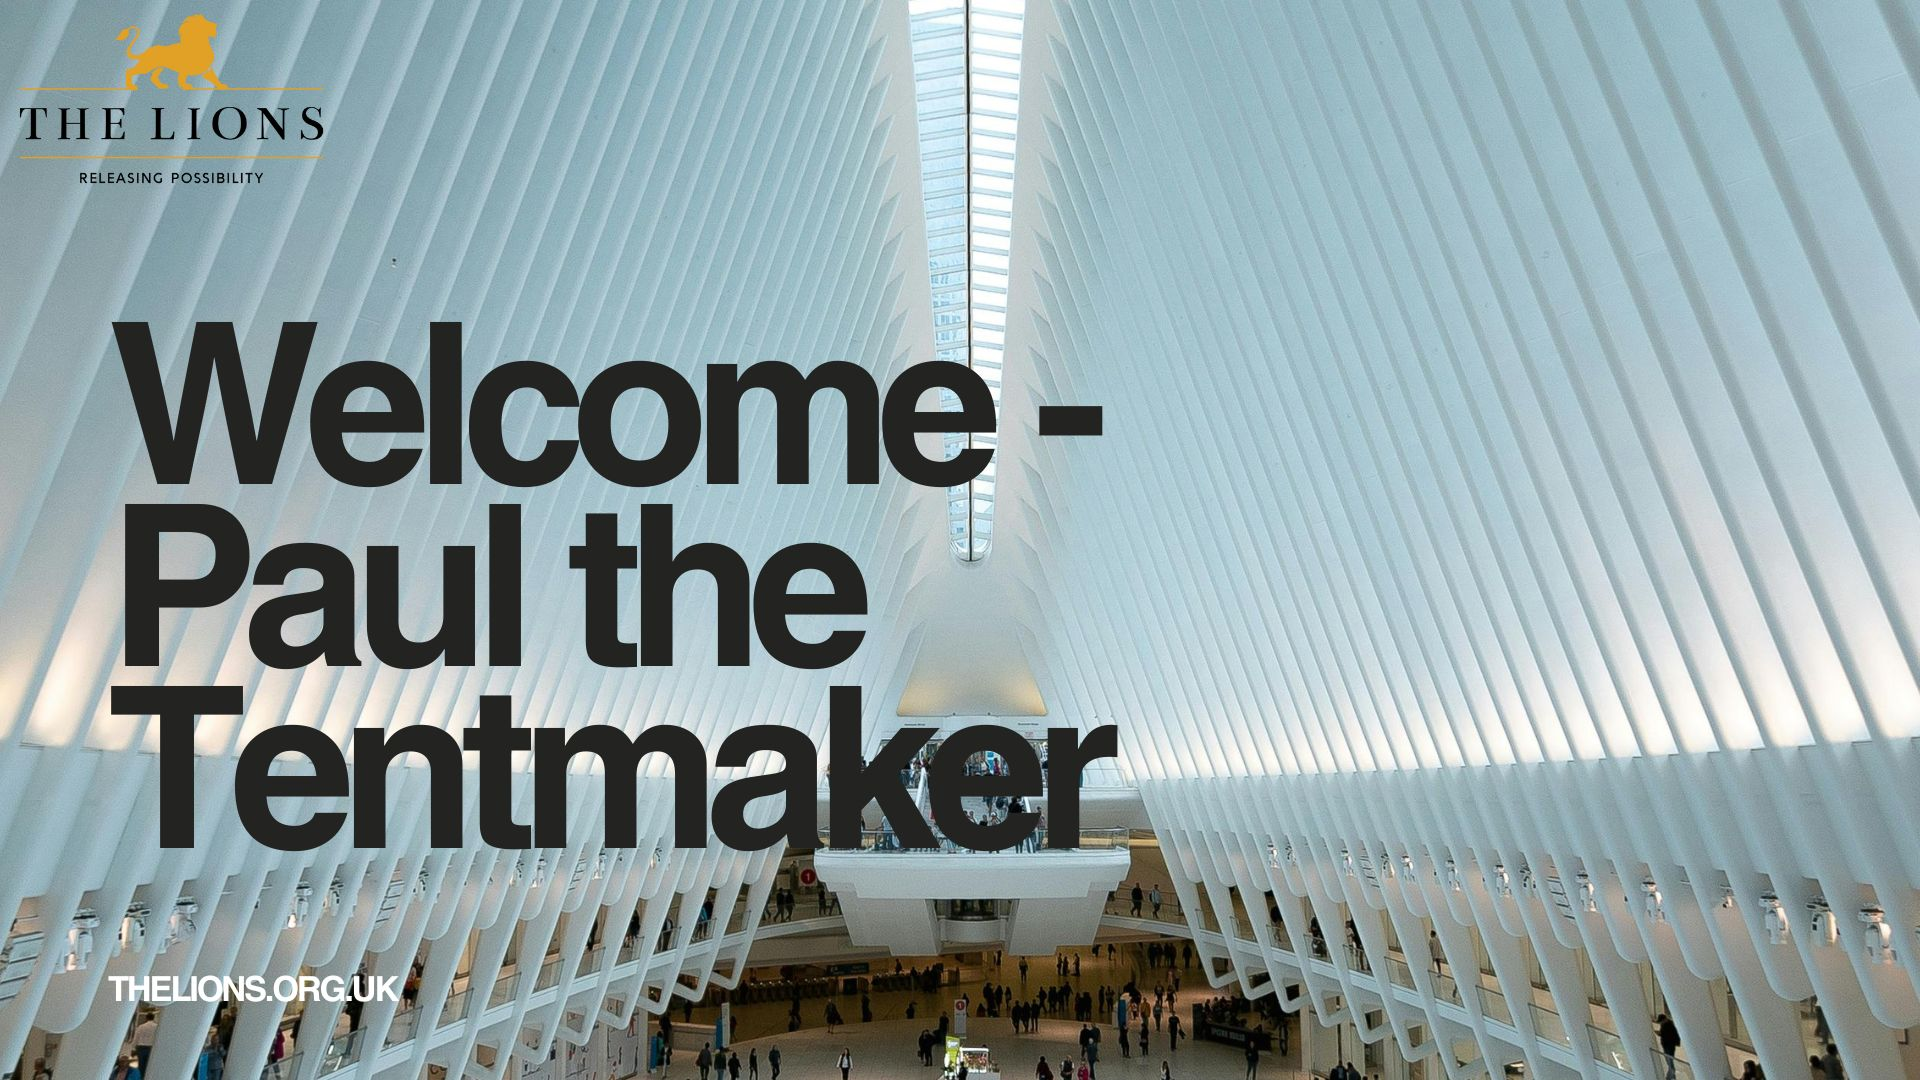 THE LIONS
RELEASING POSSIBILITY
Welcome -
Paul the
Tentmaker
THELIONS.ORG.UK